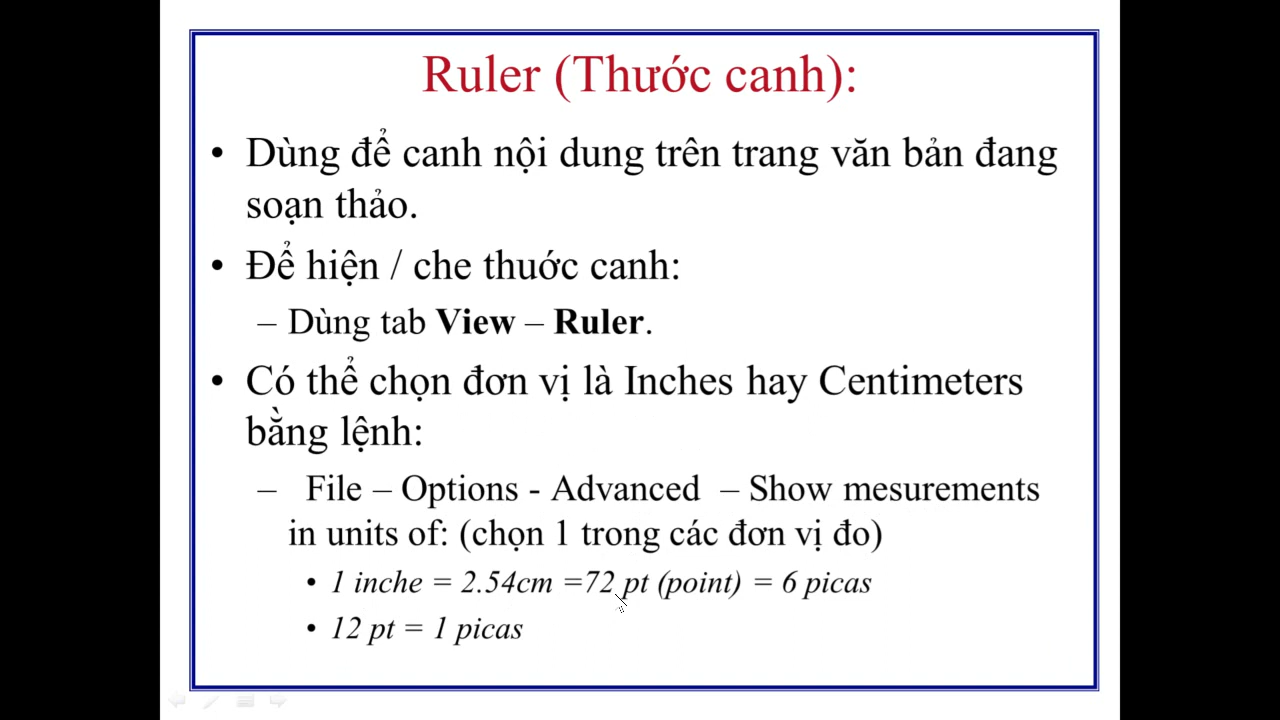 Ruler (Thước canh):
• Dùng để canh nội dung trên trang văn bản đang
soạn thảo.
• Để hiện / che thuớc canh:
– Dùng tab View – Ruler.
• Có thể chọn đơn vị là Inches hay Centimeters
bằng lệnh:
– File – Options - Advanced – Show mesurements
in units of: (chọn 1 trong các đơn vị đo)
• 1 inche = 2.54cm =72 pt (point) = 6 picas
• 12 pt = 1 picas